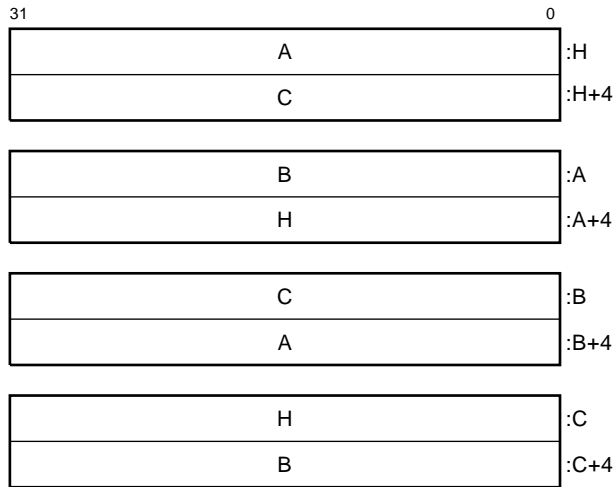 31 0
A :H
C :H+4
B :A
H :A+4
C :B
A :B+4
H :C
B :C+4